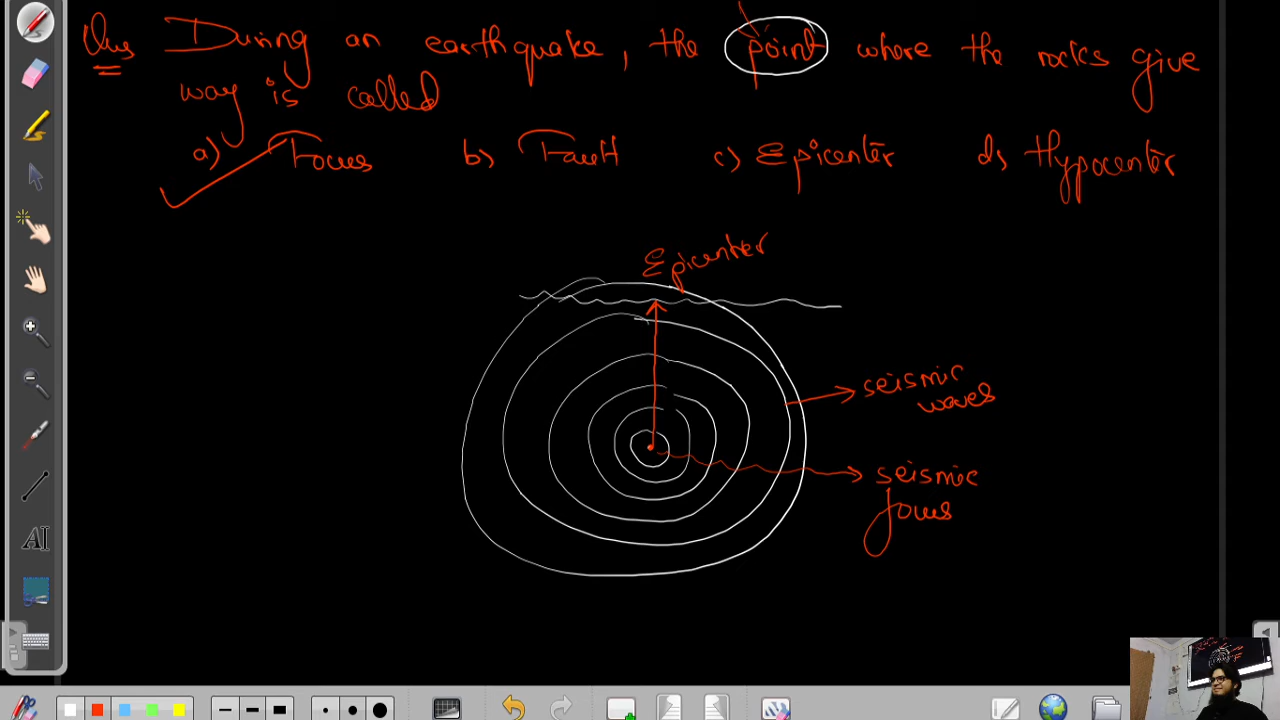 Ques During an earthquake, the point where the rocks give
way is called
a) Focus b) Fault c) Epicenter d) Hypocenter
Epicenter
seismic
waves
seismic
focus